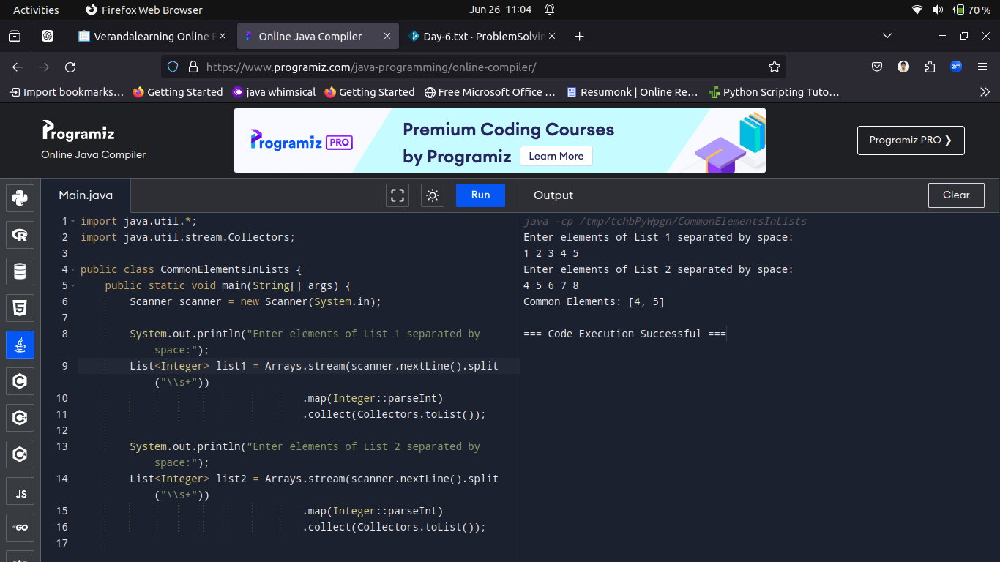 Activities Firefox Web Browser Jun 26 11:04 70 %
Verandalearning Online E Online Java Compiler Day-6.txt · ProblemSolvin
https://www.programiz.com/java-programming/online-compiler/ zm
Import bookmarks… Getting Started java whimsical Getting Started Free Microsoft Office … Resumonk | Online Re… Python Scripting Tuto…
Programiz
Online Java Compiler
Programiz PRO
Premium Coding Courses
by Programiz Learn More
Programiz PRO ❯
Main.java Run Output Clear
1 import java.util.*;
2 import java.util.stream.Collectors;
3
4 public class CommonElementsInLists {
5 public static void main(String[] args) {
6 Scanner scanner = new Scanner(System.in);
7
8 System.out.println("Enter elements of List 1 separated by
space:");
9 List<Integer> list1 = Arrays.stream(scanner.nextLine().split
("\\s+"))
10 .map(Integer::parseInt)
11 .collect(Collectors.toList());
12
13 System.out.println("Enter elements of List 2 separated by
space:");
14 List<Integer> list2 = Arrays.stream(scanner.nextLine().split
("\\s+"))
15 .map(Integer::parseInt)
16 .collect(Collectors.toList());
17
java -cp /tmp/tchbPyWpgn/CommonElementsInLists
Enter elements of List 1 separated by space:
1 2 3 4 5
Enter elements of List 2 separated by space:
4 5 6 7 8
Common Elements: [4, 5]
=== Code Execution Successful ===
R
5
C
C
C
JS
GO